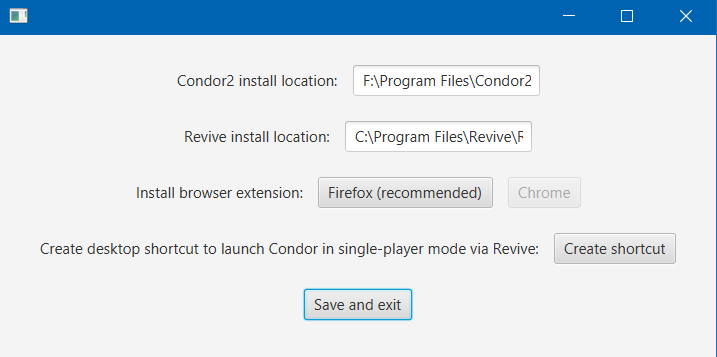 Condor2 install location: F:\Program Files\Condor2
Revive install location: C:\Program Files\Revive\R
Install browser extension: Firefox (recommended) Chrome
Create desktop shortcut to launch Condor in single-player mode via Revive: Create shortcut
Save and exit